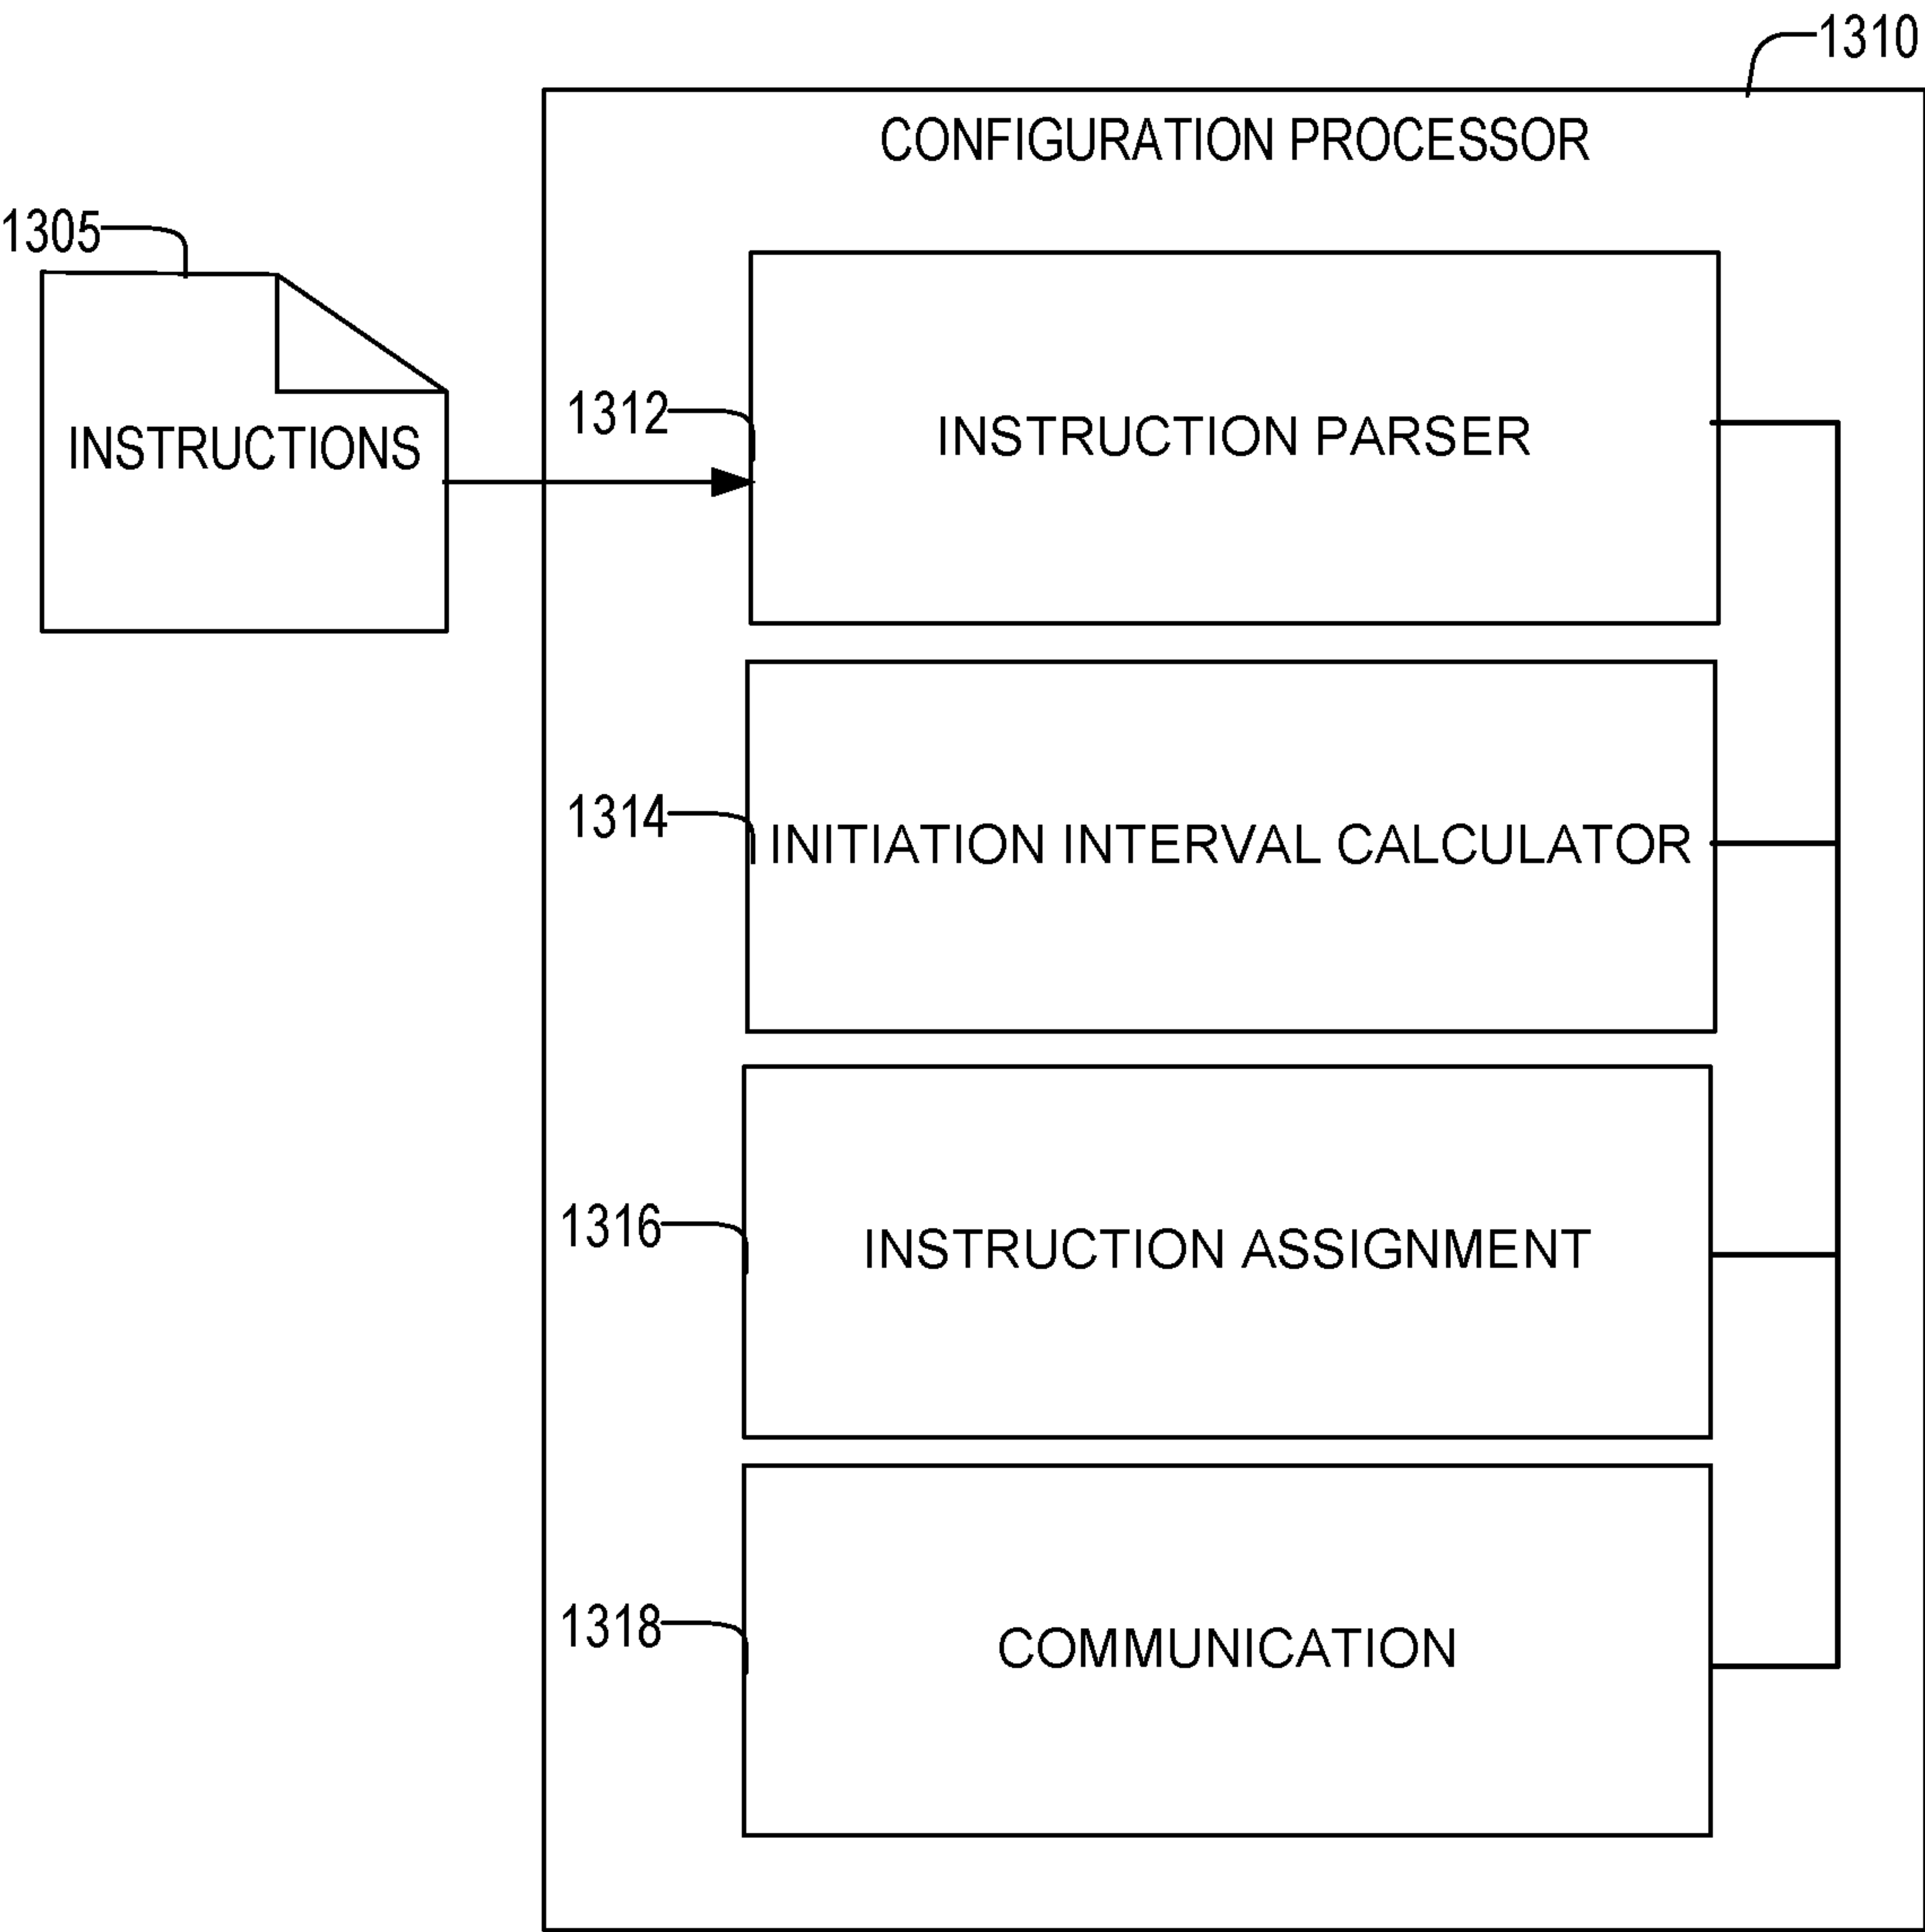 1310
CONFIGURATION PROCESSOR
1305
INSTRUCTIONS
1312
INSTRUCTION PARSER
1314
INITIATION INTERVAL CALCULATOR
1316
INSTRUCTION ASSIGNMENT
1318
COMMUNICATION